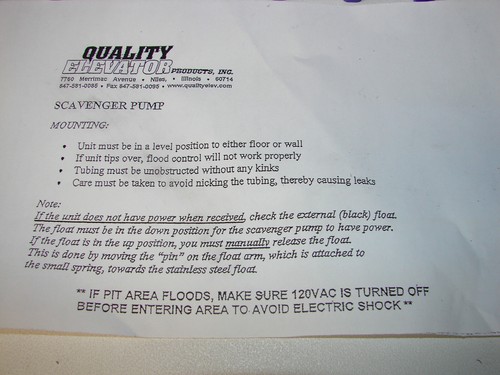 QUALITY
ELEVATOR PRODUCTS, INC.
7760 Merrimac Avenue • Niles, • Illinois • 60714
847-581-0085 • Fax 847-581-0095 • www.qualityelev.com
SCAVENGER PUMP
MOUNTING:
• Unit must be in a level position to either floor or wall
• If unit tips over, flood control will not work properly
• Tubing must be unobstructed without any kinks
• Care must be taken to avoid nicking the tubing, thereby causing leaks
Note:
If the unit does not have power when received, check the external (black) float.
The float must be in the down position for the scavenger pump to have power.
If the float is in the up position, you must manually release the float.
This is done by moving the "pin" on the float arm, which is attached to
the small spring, towards the stainless steel float.
** IF PIT AREA FLOODS, MAKE SURE 120VAC IS TURNED OFF
BEFORE ENTERING AREA TO AVOID ELECTRIC SHOCK **